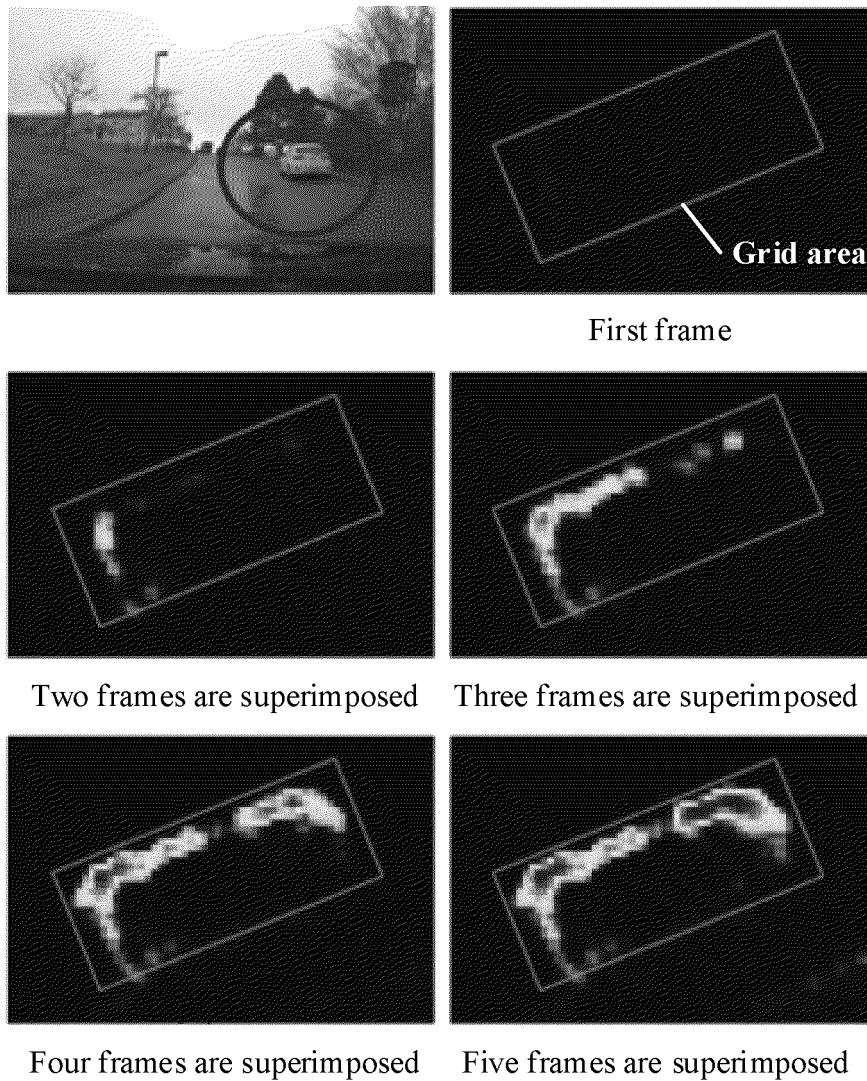 Grid area
First frame
Two frames are superimposed
Three frames are superimposed
Four frames are superimposed
Five frames are superimposed